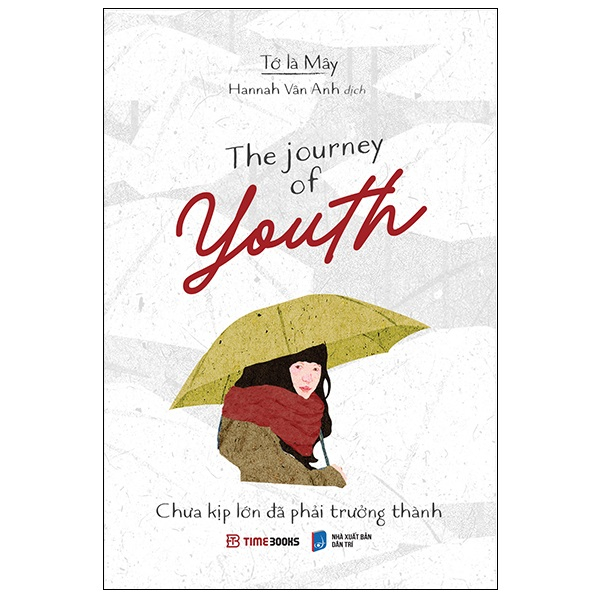 Tớ là Mây
Hannah Vân Anh dịch
The journey
of
Youth
Chưa kịp lớn đã phải trưởng thành
TIMEBOOKS
NHÀ XUẤT BẢN
DÂN TRÍ